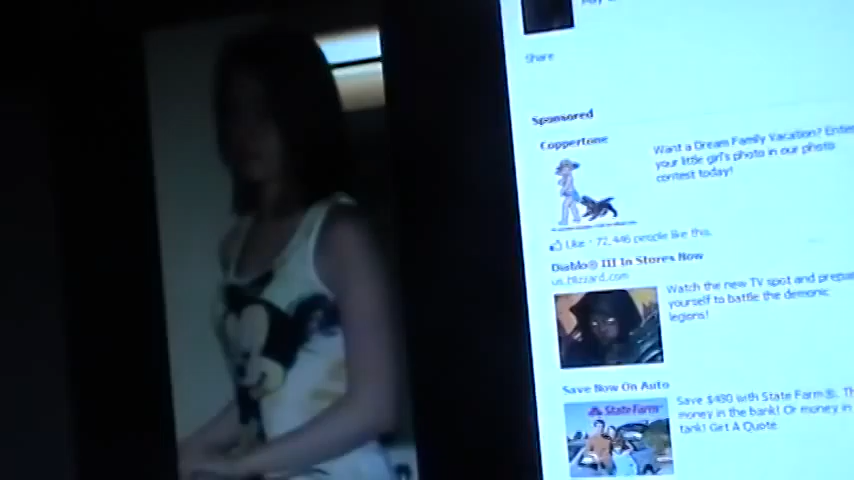 Share
Sponsored
Coppertone
Want a Dream Family Vacation? Enter
your little girl's photo in our photo
contest today!
Like · 72,446 people like this.
Diablo® III In Stores Now
us.blizzard.com
Watch the new TV spot and prepare
yourself to battle the demonic
legions!
Save Now On Auto
State Farm
Save $480 with State Farm®.
money in the bank! Or money in
tank! Get A Quote